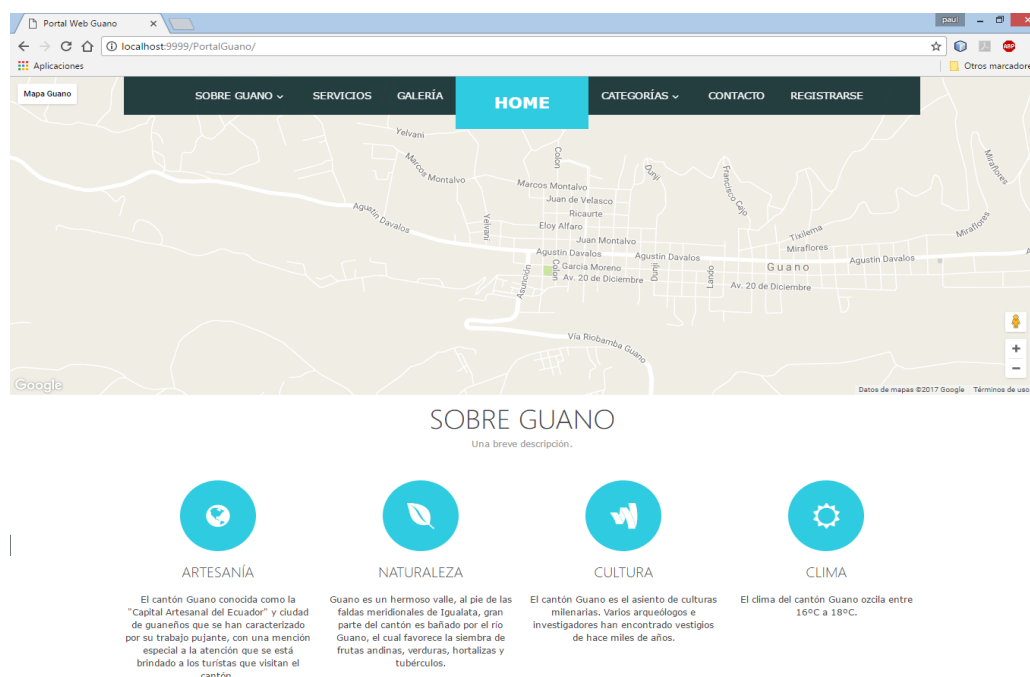 Portal Web Guano
paul
localhost:9999/PortalGuano/
ABP
Aplicaciones
Otros marcadore
Mapa Guano
SOBRE GUANO
SERVICIOS
GALERÍA
HOME
CATEGORÍAS
CONTACTO
REGISTRARSE
Yelvani
Colon
Marcos Montalvo
Dunji
Francisco Cajo
Miraflores
Marcos Montalvo
Juan de Velasco
Agustin Davalos
Ricaurte
Yelvani
Eloy Alfaro
Tixilema
Miraflores
Juan Montalvo
Miraflores
Agustin Davalos
Agustin Davalos
Agustin Davalos
A
Garcia Moreno
Guano
Asunción
Colon
Av. 20 de Diciembre
Dunji
Lando
Av. 20 de Diciembre
Vía Riobamba Guano
Google
Datos de mapas ©2017 Google
Términos de uso
SOBRE GUANO
Una breve descripción.
ARTESANÍA
El cantón Guano conocida como la
"Capital Artesanal del Ecuador" y ciudad
de guaneños que se han caracterizado
por su trabajo pujante, con una mención
especial a la atención que se está
brindado a los turístas que visitan el
cantón
NATURALEZA
Guano es un hermoso valle, al pie de las
faldas meridionales de Igualata, gran
parte del cantón es bañado por el río
Guano, el cual favorece la siembra de
frutas andinas, verduras, hortalizas y
tubérculos.
CULTURA
El cantón Guano es el asiento de culturas
milenarias. Varios arqueólogos e
investigadores han encontrado vestigios
de hace miles de años.
CLIMA
El clima del cantón Guano ozcila entre
16ºC a 18ºC.